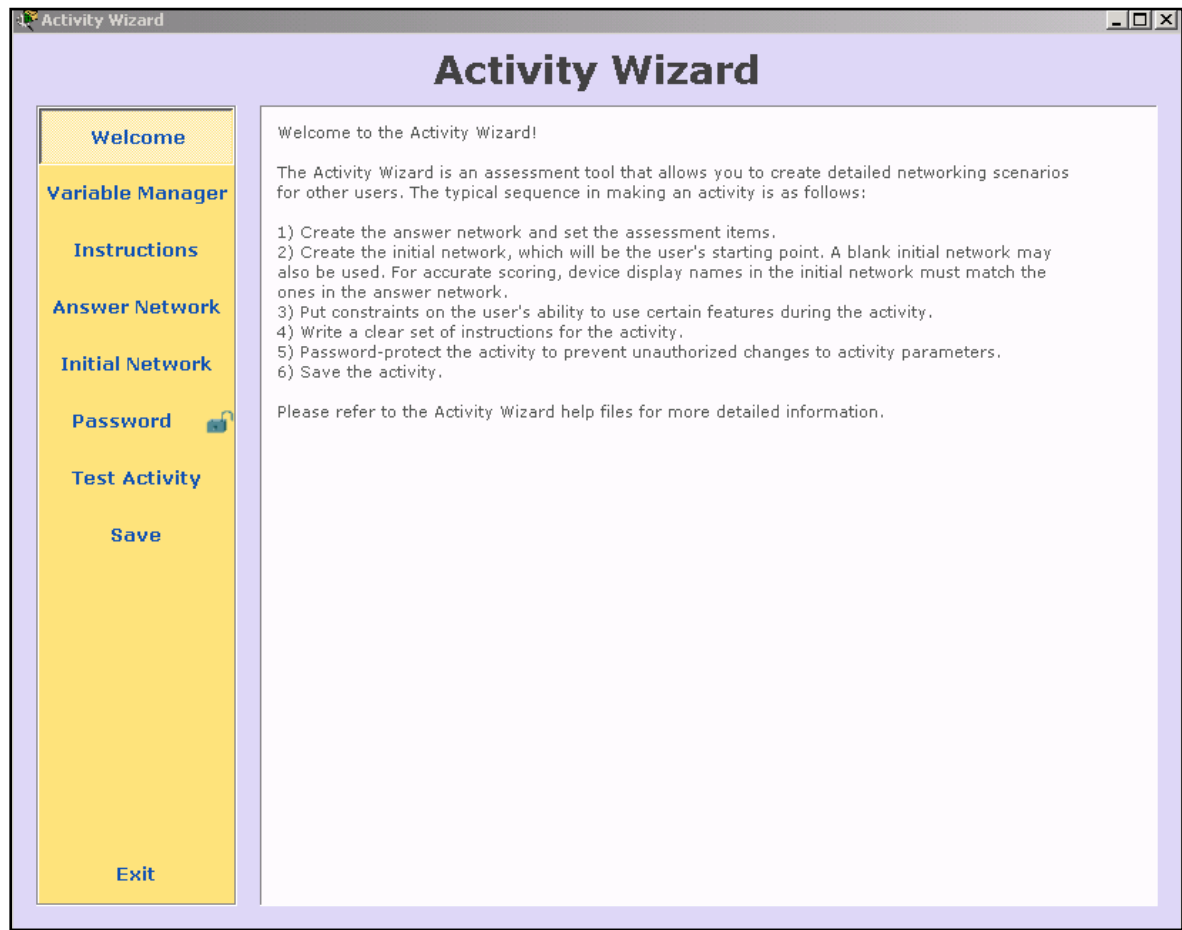 Activity Wizard
Activity Wizard
Welcome
Variable Manager
Instructions
Answer Network
Initial Network
Password
Test Activity
Save
Exit
Welcome to the Activity Wizard!
The Activity Wizard is an assessment tool that allows you to create detailed networking scenarios
for other users. The typical sequence in making an activity is as follows:
1) Create the answer network and set the assessment items.
2) Create the initial network, which will be the user's starting point. A blank initial network may
also be used. For accurate scoring, device display names in the initial network must match the
ones in the answer network.
3) Put constraints on the user's ability to use certain features during the activity.
4) Write a clear set of instructions for the activity.
5) Password-protect the activity to prevent unauthorized changes to activity parameters.
6) Save the activity.
Please refer to the Activity Wizard help files for more detailed information.